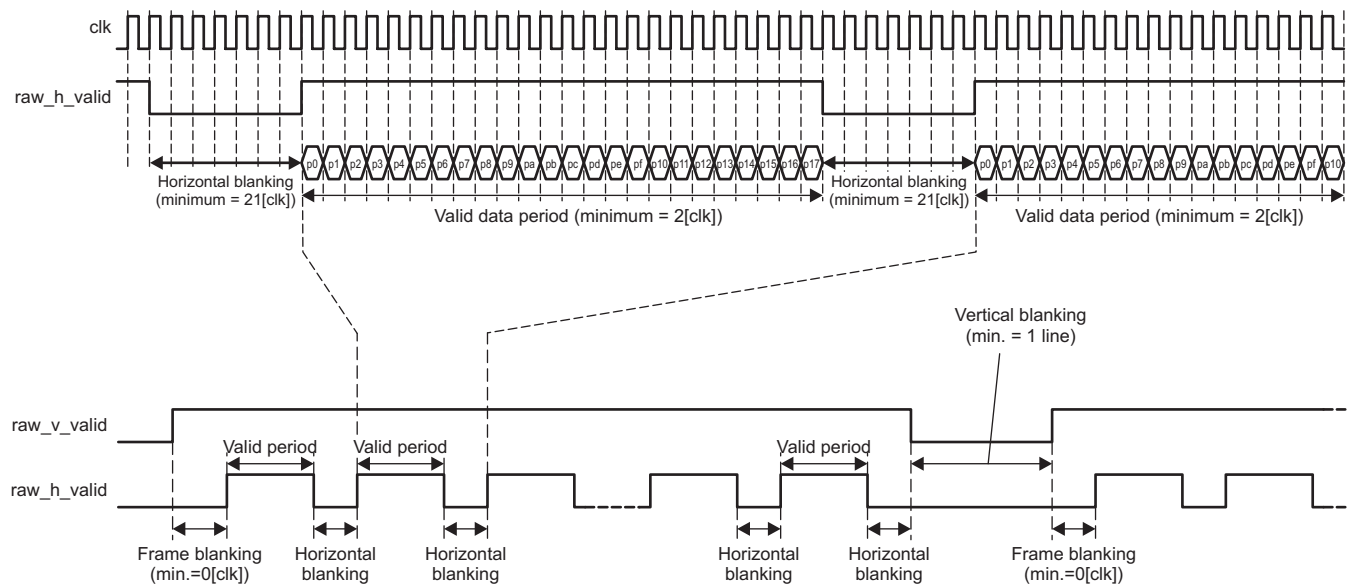 clk
raw_h_valid
p0 p1 p2 p3 p4 p5 p6 p7 p8 p9 pa pb pc pd pe pf p10 p11 p12 p13 p14 p15 p16 p17
p0 p1 p2 p3 p4 p5 p6 p7 p8 p9 pa pb pc pd pe pf p10
Horizontal blanking
(minimum = 21[clk])
Valid data period (minimum = 2[clk])
Horizontal blanking
(minimum = 21[clk])
Valid data period (minimum = 2[clk])
Vertical blanking
(min. = 1 line)
raw_v_valid
Valid period
Valid period
Valid period
raw_h_valid
Frame blanking
(min.=0[clk])
Horizontal
blanking
Horizontal
blanking
Horizontal
blanking
Horizontal
blanking
Frame blanking
(min.=0[clk])